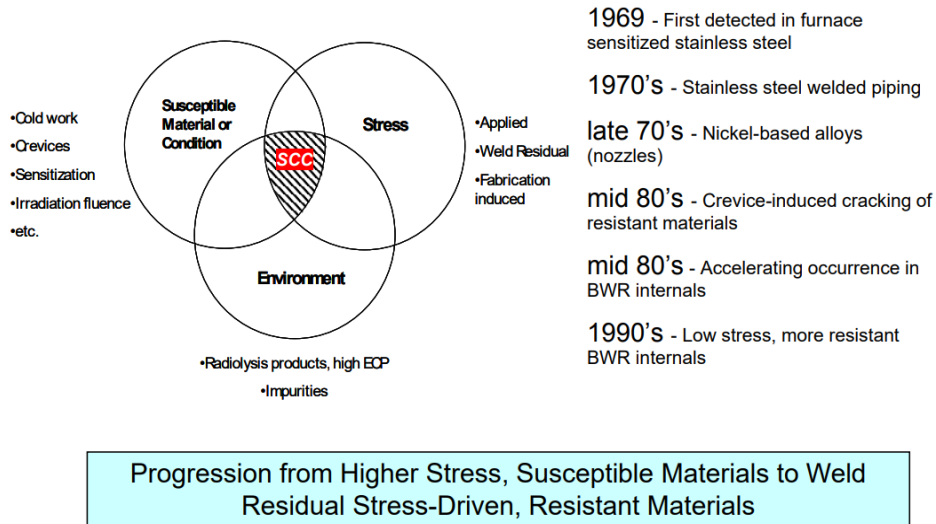 Susceptible
Material or
Condition
Stress
SCC
Environment
•Cold work
•Crevices
•Sensitization
•Irradiation fluence
•etc.
•Applied
•Weld Residual
•Fabrication
induced
•Radiolysis products, high ECP
•Impurities
1969 - First detected in furnace
sensitized stainless steel
1970's - Stainless steel welded piping
late 70's - Nickel-based alloys
(nozzles)
mid 80's - Crevice-induced cracking of
resistant materials
mid 80's - Accelerating occurrence in
BWR internals
1990's - Low stress, more resistant
BWR internals
Progression from Higher Stress, Susceptible Materials to Weld
Residual Stress-Driven, Resistant Materials